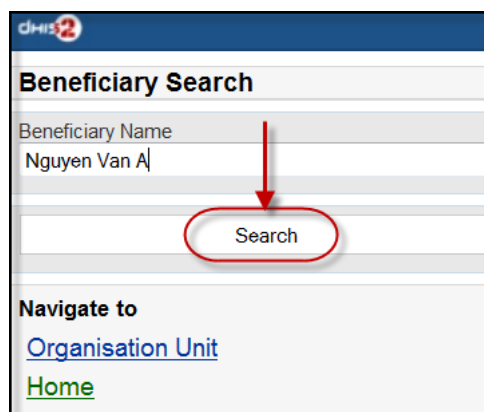 dHIS2
Beneficiary Search
Beneficiary Name
Nguyen Van A
Search
Navigate to
Organisation Unit
Home